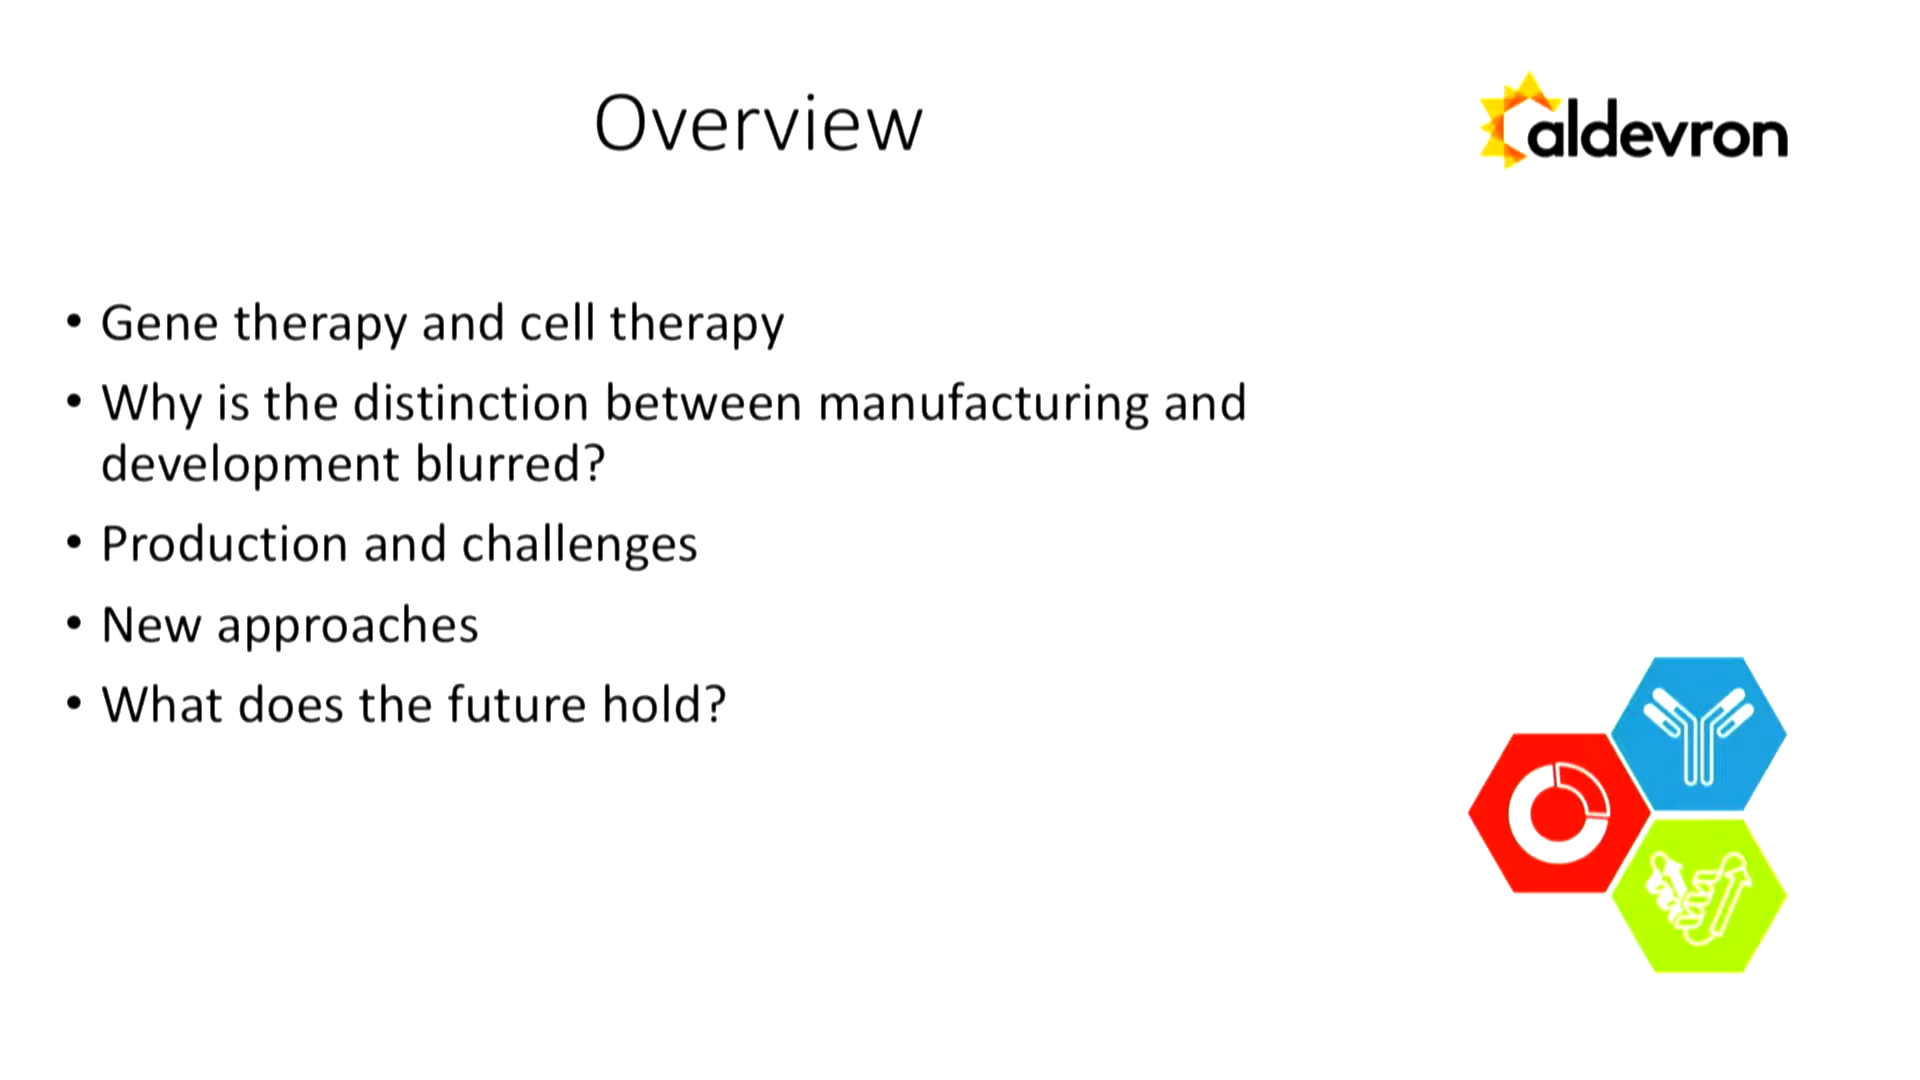 Overview
aldevron
• Gene therapy and cell therapy
• Why is the distinction between manufacturing and
development blurred?
• Production and challenges
• New approaches
• What does the future hold?